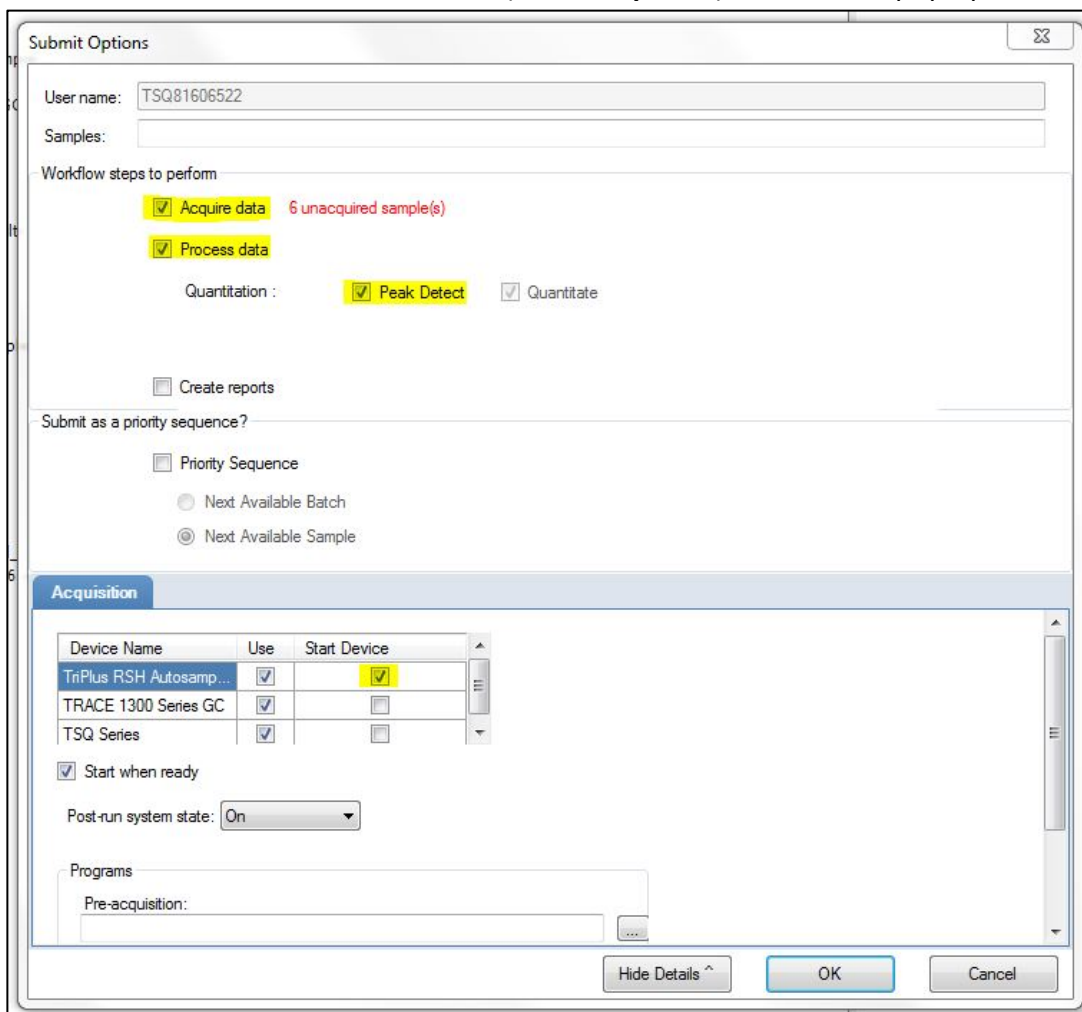 Submit Options
User name: TSQ81606522
Samples:
Workflow steps to perform
Acquire data 6 unacquired sample(s)
Process data
Quantitation : Peak Detect Quantitate
Create reports
Submit as a priority sequence?
Priority Sequence
Next Available Batch
Next Available Sample
Acquisition
Device Name Use Start Device
TriPlus RSH Autosamp...
TRACE 1300 Series GC
TSQ Series
Start when ready
Post-run system state: On
Programs
Pre-acquisition:
...
Hide Details ^ OK Cancel